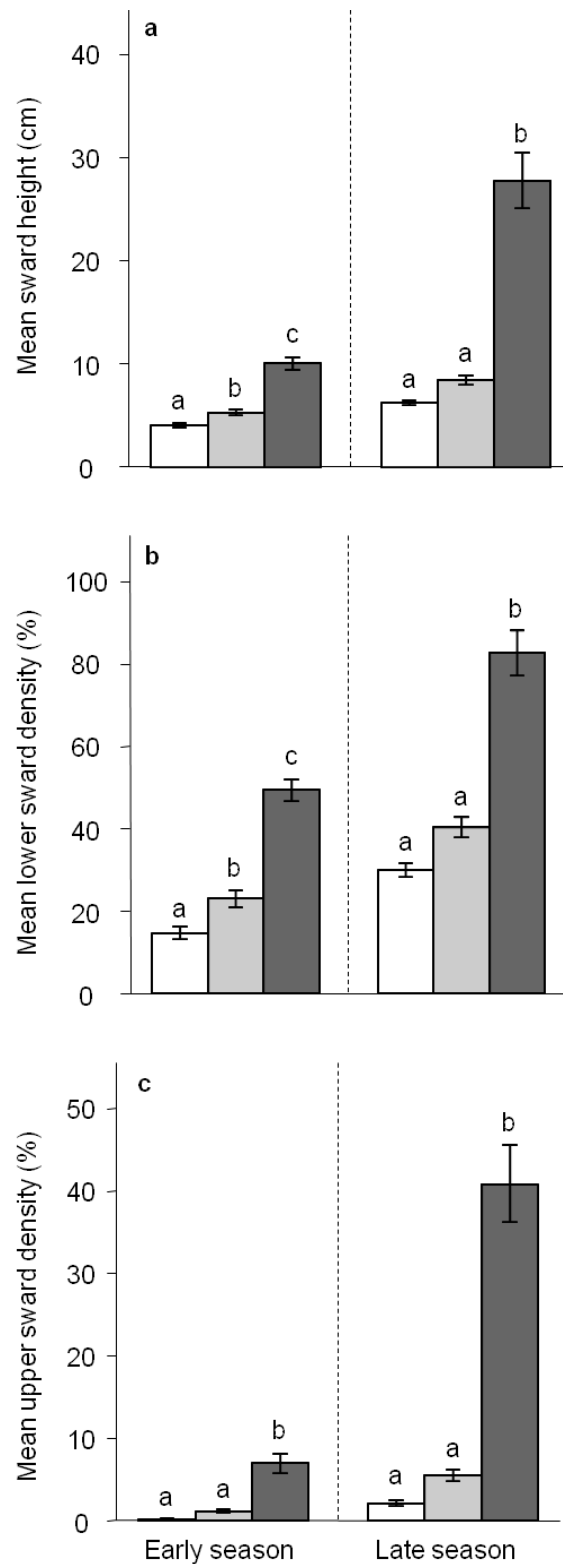 a
Mean sward height (cm)
40
30
20
10
0
a
b
c
a
a
b
b
Mean lower sward density (%)
100
80
60
40
20
0
a
b
c
a
a
b
c
Mean upper sward density (%)
50
40
30
20
10
0
a
a
b
a
a
b
Early season
Late season